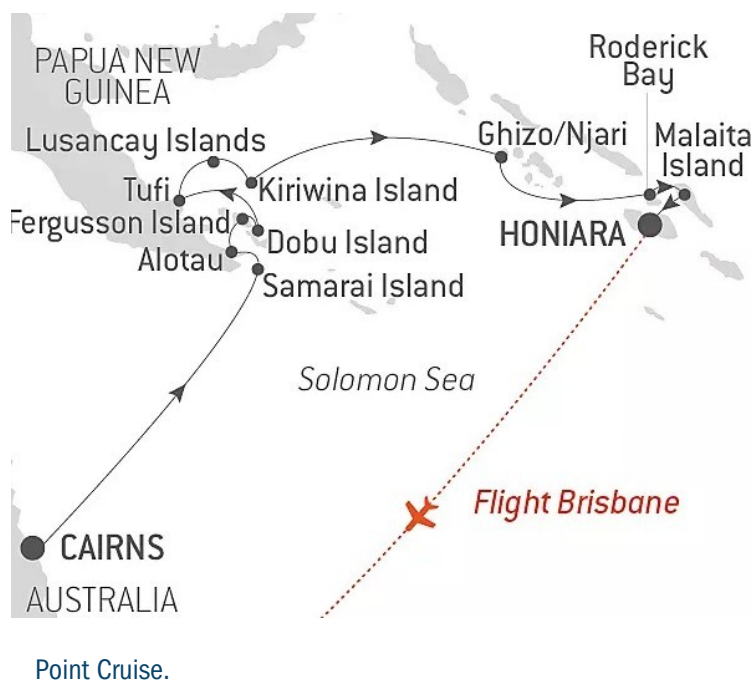 Roderick
Bay
PAPUA NEW
GUINEA
Lusancay Islands
Ghizo/Njari
Malaita
Island
Tufi
Kiriwina Island
Fergusson Island
Dobu Island
HONIARA
Alotau
Samarai Island
Solomon Sea
Flight Brisbane
CAIRNS
AUSTRALIA
Point Cruise.